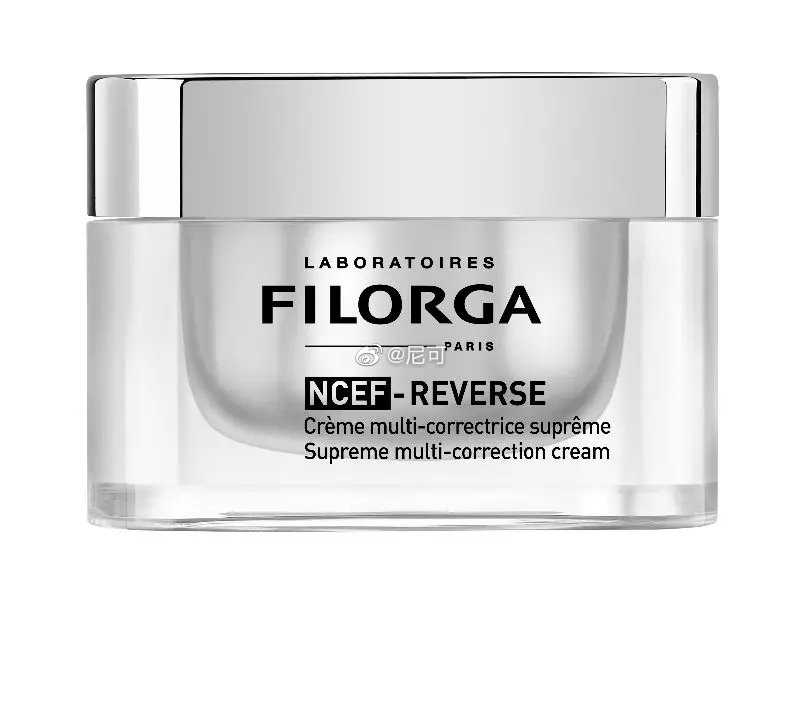 LABORATOIRES
FILORGA
PARIS
@尼可
NCEF-REVERSE
Crème multi-correctrice suprême
Supreme multi-correction cream